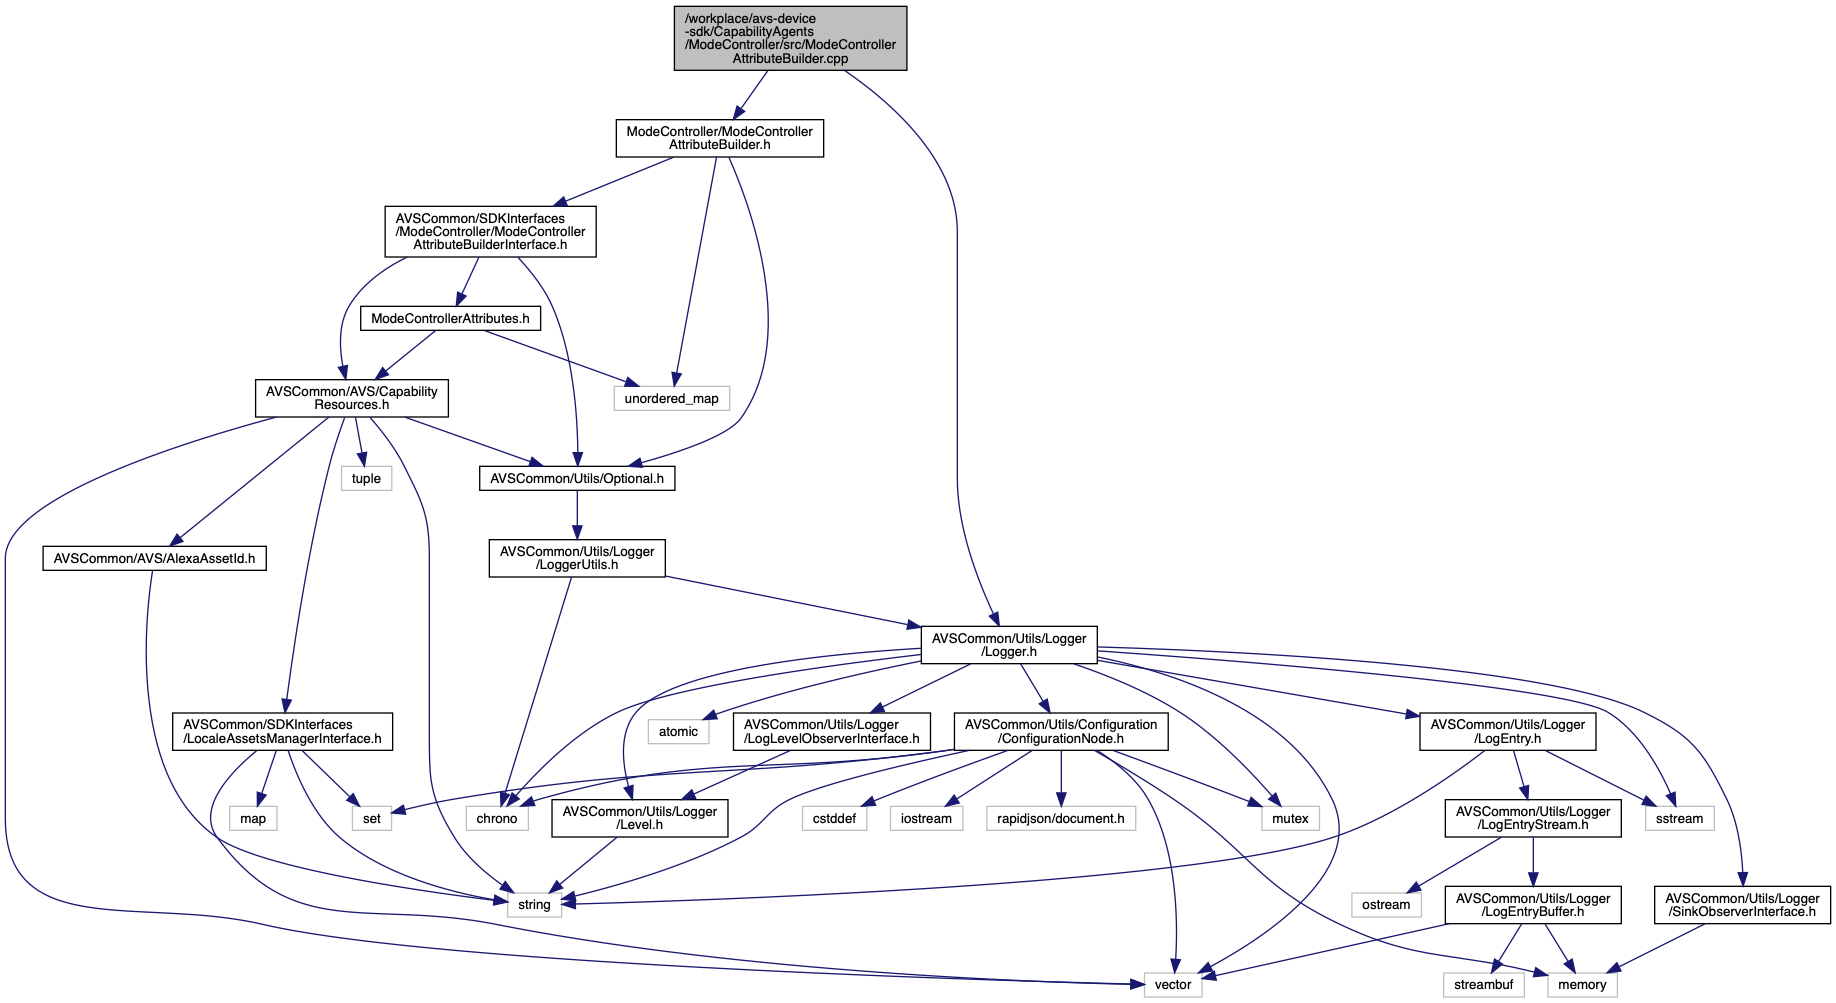 /workplace/avs-device
-sdk/CapabilityAgents
/ModeController/src/ModeController
AttributeBuilder.cpp
ModeController/ModeController
AttributeBuilder.h
AVSCommon/SDKInterfaces
/ModeController/ModeController
AttributeBuilderInterface.h
ModeControllerAttributes.h
AVSCommon/AVS/Capability
Resources.h
unordered_map
tuple
AVSCommon/Utils/Optional.h
AVSCommon/AVS/AlexaAssetId.h
AVSCommon/Utils/Logger
/LoggerUtils.h
AVSCommon/Utils/Logger
/Logger.h
AVSCommon/SDKInterfaces
/LocaleAssetsManagerInterface.h
atomic
AVSCommon/Utils/Logger
/LogLevelObserverInterface.h
AVSCommon/Utils/Configuration
/ConfigurationNode.h
AVSCommon/Utils/Logger
/LogEntry.h
map
set
chrono
AVSCommon/Utils/Logger
/Level.h
cstddef
iostream
rapidjson/document.h
mutex
AVSCommon/Utils/Logger
/LogEntryStream.h
sstream
string
ostream
AVSCommon/Utils/Logger
/LogEntryBuffer.h
AVSCommon/Utils/Logger
/SinkObserverInterface.h
vector
streambuf
memory